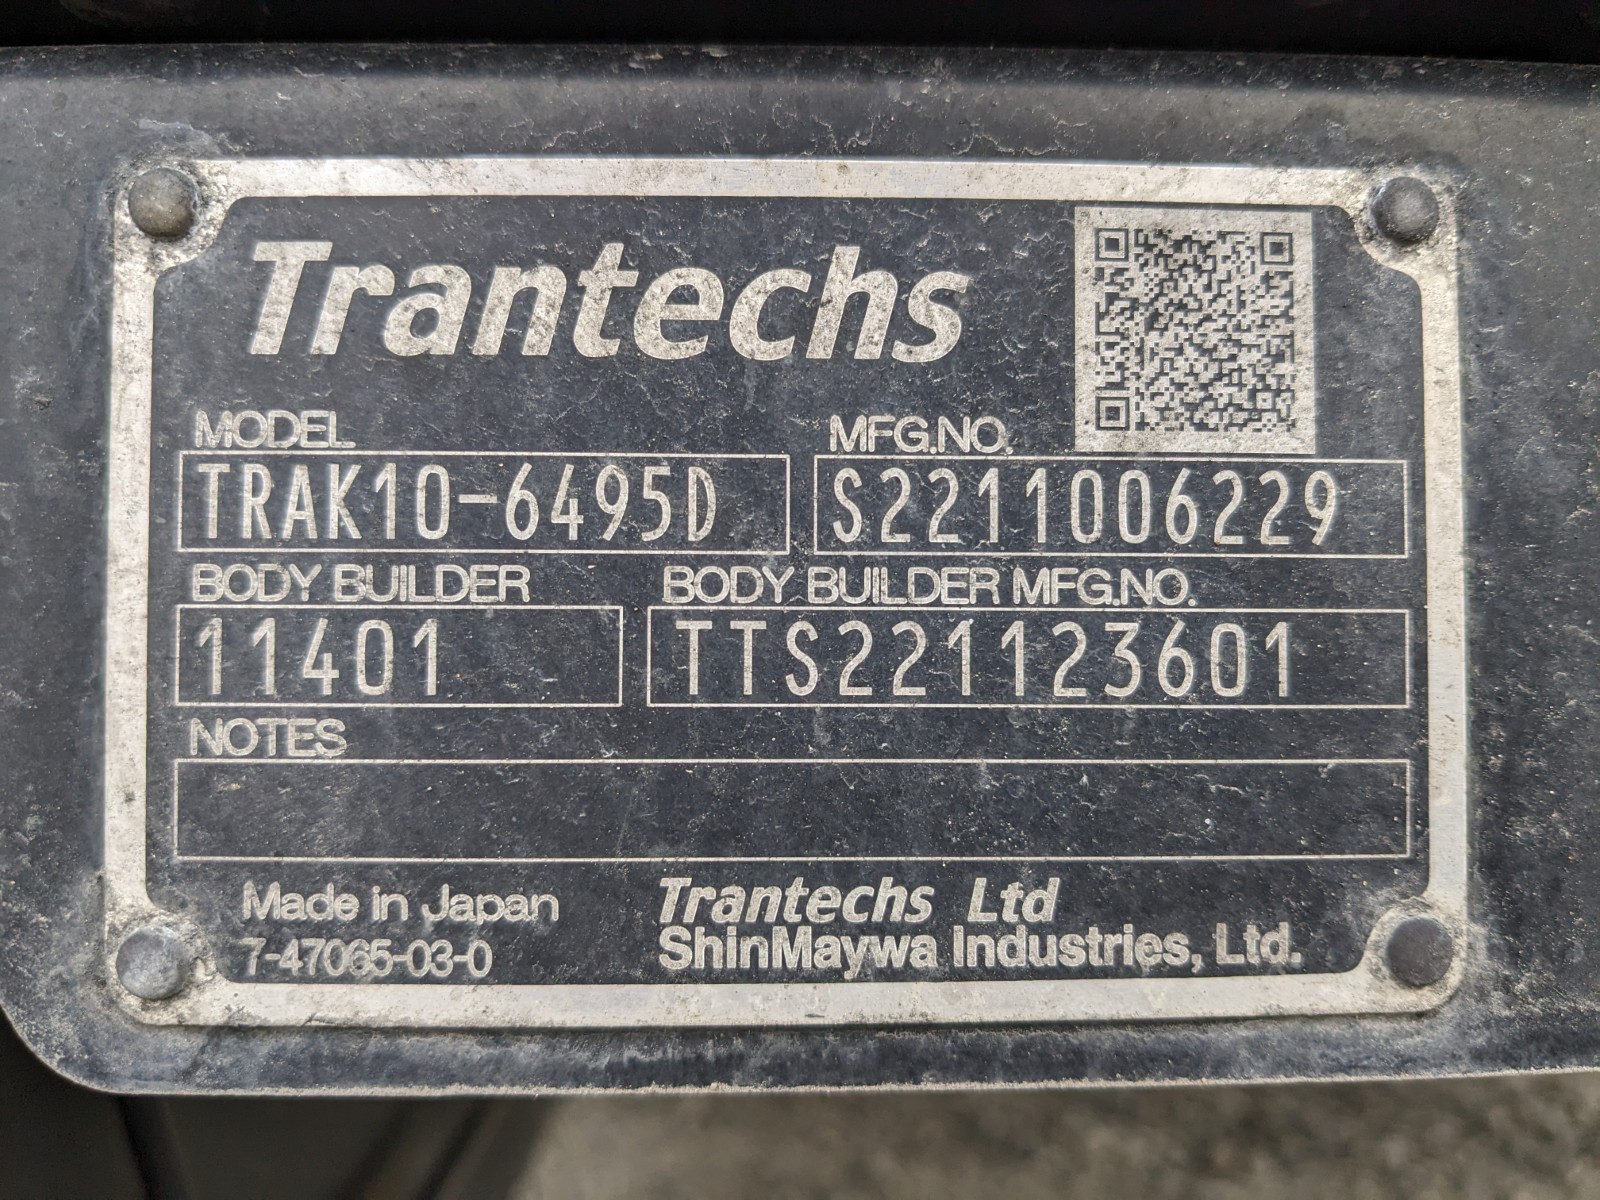 Trantechs
MODEL
MFG.NO.
TRAK10-6495D
S2211006229
BODY BUILDER
BODY BUILDER MFG.NO.
11401
TTS221123601
NOTES
Made in Japan
Trantechs Ltd
7-47065-03-0
ShinMaywa Industries, Ltd.